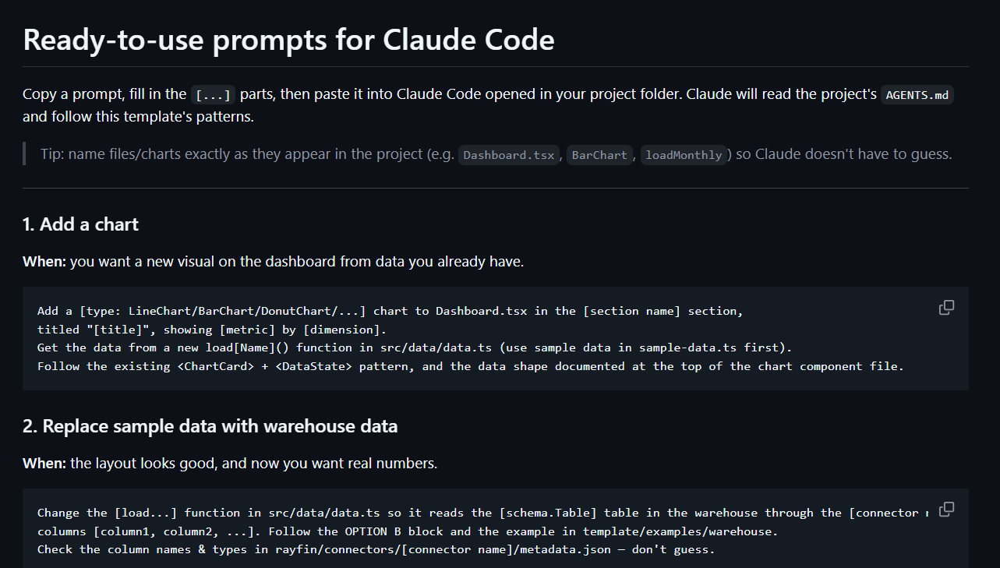 Ready-to-use prompts for Claude Code
Copy a prompt, fill in the [...] parts, then paste it into Claude Code opened in your project folder. Claude will read the project's AGENTS.md
and follow this template's patterns.
Tip: name files/charts exactly as they appear in the project (e.g. Dashboard.tsx, BarChart, loadMonthly) so Claude doesn't have to guess.
1. Add a chart
When: you want a new visual on the dashboard from data you already have.
Add a [type: LineChart/BarChart/DonutChart/...] chart to Dashboard.tsx in the [section name] section,
titled "[title]", showing [metric] by [dimension].
Get the data from a new load[Name]() function in src/data/data.ts (use sample data in sample-data.ts first).
Follow the existing <ChartCard> + <DataState> pattern, and the data shape documented at the top of the chart component file.
2. Replace sample data with warehouse data
When: the layout looks good, and now you want real numbers.
Change the [load...] function in src/data/data.ts so it reads the [schema.Table] table in the warehouse through the [connector
columns [column1, column2, ...]. Follow the OPTION B block and the example in template/examples/warehouse.
Check the column names & types in rayfin/connectors/[connector name]/metadata.json — don't guess.